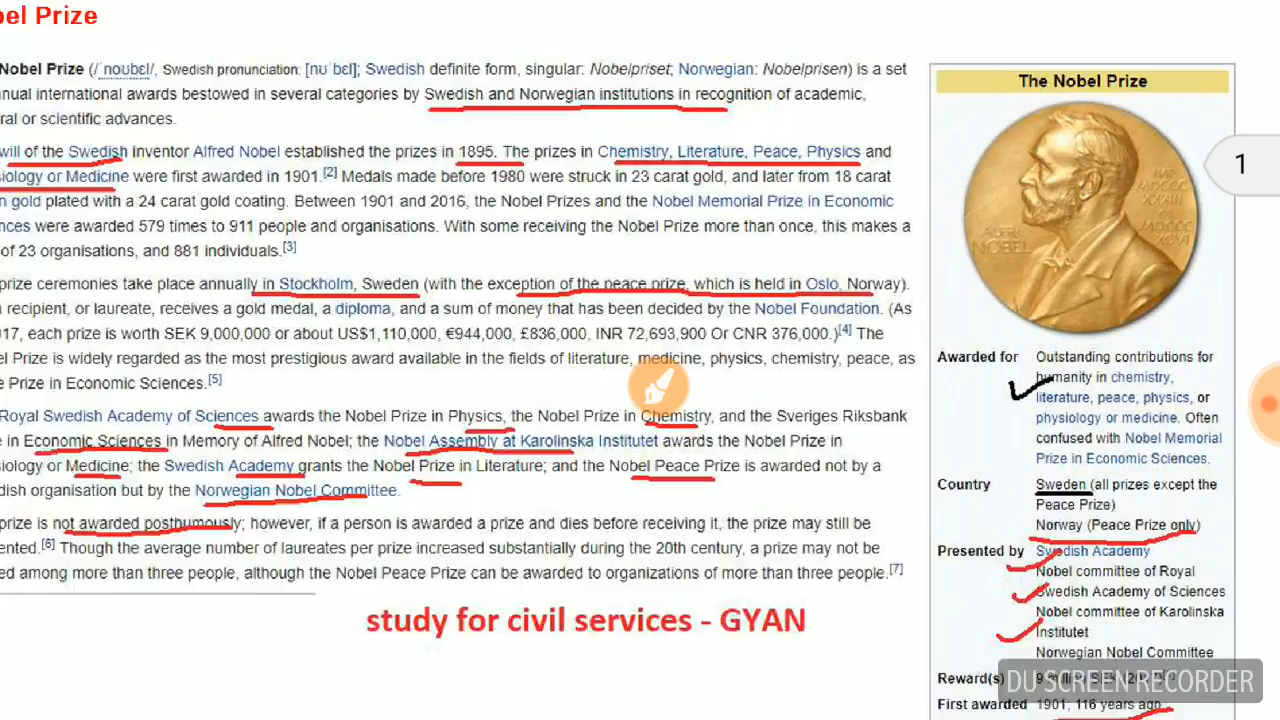 bel Prize
Nobel Prize (/ˈnoʊbɛl/, Swedish pronunciation: [nʊˈbɛl]; Swedish definite form, singular: Nobelpriset; Norwegian: Nobelprisen) is a set
nual international awards bestowed in several categories by Swedish and Norwegian institutions in recognition of academic,
ral or scientific advances.
will of the Swedish inventor Alfred Nobel established the prizes in 1895. The prizes in Chemistry, Literature, Peace, Physics and
siology or Medicine were first awarded in 1901.[2] Medals made before 1980 were struck in 23 carat gold, and later from 18 carat
n gold plated with a 24 carat gold coating. Between 1901 and 2016, the Nobel Prizes and the Nobel Memorial Prize in Economic
nces were awarded 579 times to 911 people and organisations. With some receiving the Nobel Prize more than once, this makes a
of 23 organisations, and 881 individuals.[3]
prize ceremonies take place annually in Stockholm, Sweden (with the exception of the peace prize, which is held in Oslo, Norway).
recipient, or laureate, receives a gold medal, a diploma, and a sum of money that has been decided by the Nobel Foundation. (As
17, each prize is worth SEK 9,000,000 or about US$1,110,000, €944,000, £836,000, INR 72,693,900 Or CNR 376,000.)[4] The
el Prize is widely regarded as the most prestigious award available in the fields of literature, medicine, physics, chemistry, peace, as
e Prize in Economic Sciences.[5]
Royal Swedish Academy of Sciences awards the Nobel Prize in Physics, the Nobel Prize in Chemistry, and the Sveriges Riksbank
e in Economic Sciences in Memory of Alfred Nobel; the Nobel Assembly at Karolinska Institutet awards the Nobel Prize in
siology or Medicine; the Swedish Academy grants the Nobel Prize in Literature; and the Nobel Peace Prize is awarded not by a
dish organisation but by the Norwegian Nobel Committee.
prize is not awarded posthumously; however, if a person is awarded a prize and dies before receiving it, the prize may still be
ented.[6] Though the average number of laureates per prize increased substantially during the 20th century, a prize may not be
ed among more than three people, although the Nobel Peace Prize can be awarded to organizations of more than three people.[7]
study for civil services - GYAN
The Nobel Prize
ALFR
NOBEL
NAT
MDCCC
XXXIII
OB
MDCCC
XCVI
1
Awarded for Outstanding contributions for
humanity in chemistry,
literature, peace, physics, or
physiology or medicine. Often
confused with Nobel Memorial
Prize in Economic Sciences.
Country Sweden (all prizes except the
Peace Prize)
Norway (Peace Prize only)
Presented by Swedish Academy
Nobel committee of Royal
Swedish Academy of Sciences
Nobel committee of Karolinska
Institutet
Norwegian Nobel Committee
Reward(s) 9
First awarded 1901; 116 years ago
DU SCREEN RECORDER